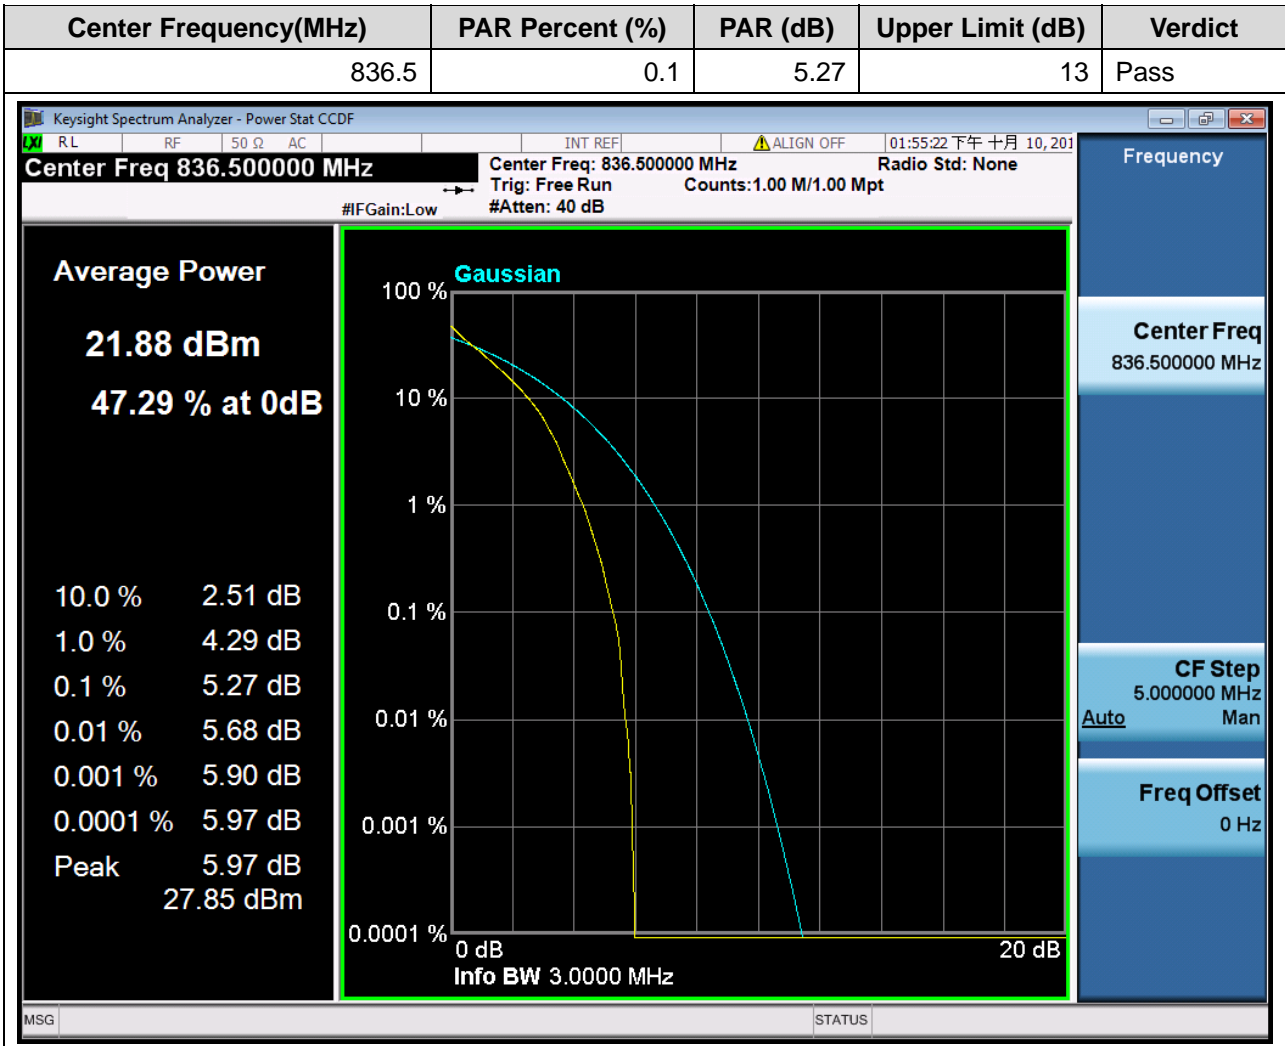 Center Frequency(MHz) PAR Percent (%) PAR (dB) Upper Limit (dB) Verdict
836.5 0.1 5.27 13 Pass
Keysight Spectrum Analyzer - Power Stat CCDF
LXI RL RF 50 Ω AC INT REF ALIGN OFF 01:55:22 下午 十月 10, 201
Center Freq 836.500000 MHz
Center Freq: 836.500000 MHz Radio Std: None
Trig: Free Run Counts:1.00 M/1.00 Mpt
#IFGain:Low #Atten: 40 dB
Frequency
Average Power
21.88 dBm
47.29 % at 0dB
10.0 % 2.51 dB
1.0 % 4.29 dB
0.1 % 5.27 dB
0.01 % 5.68 dB
0.001 % 5.90 dB
0.0001 % 5.97 dB
Peak 5.97 dB
27.85 dBm
Gaussian
100 %
10 %
1 %
0.1 %
0.01 %
0.001 %
0.0001 %
0 dB 20 dB
Info BW 3.0000 MHz
Center Freq
836.500000 MHz
CF Step
5.000000 MHz
Auto Man
Freq Offset
0 Hz
MSG STATUS